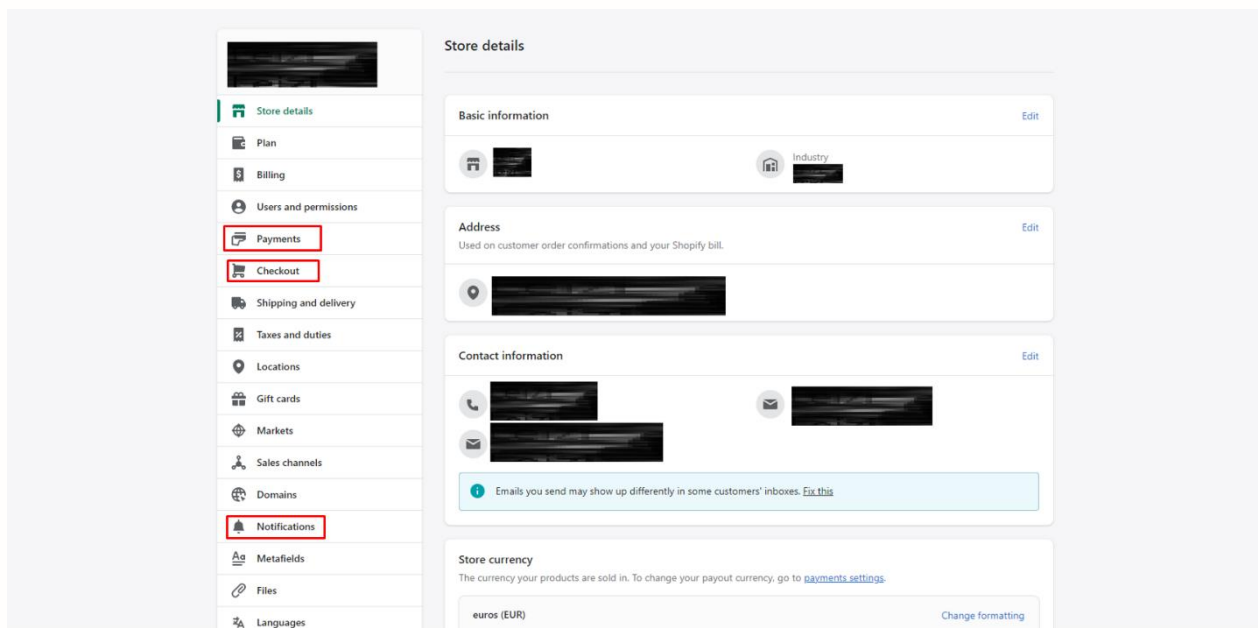 Store details
Plan
Billing
Users and permissions
Payments
Checkout
Shipping and delivery
Taxes and duties
Locations
Gift cards
Markets
Sales channels
Domains
Notifications
Metafields
Files
Languages
Store details
Basic information
Edit
Industry
Address
Edit
Used on customer order confirmations and your Shopify bill.
Contact information
Edit
Emails you send may show up differently in some customers' inboxes. Fix this
Store currency
The currency your products are sold in. To change your payout currency, go to payments settings.
euros (EUR)
Change formatting